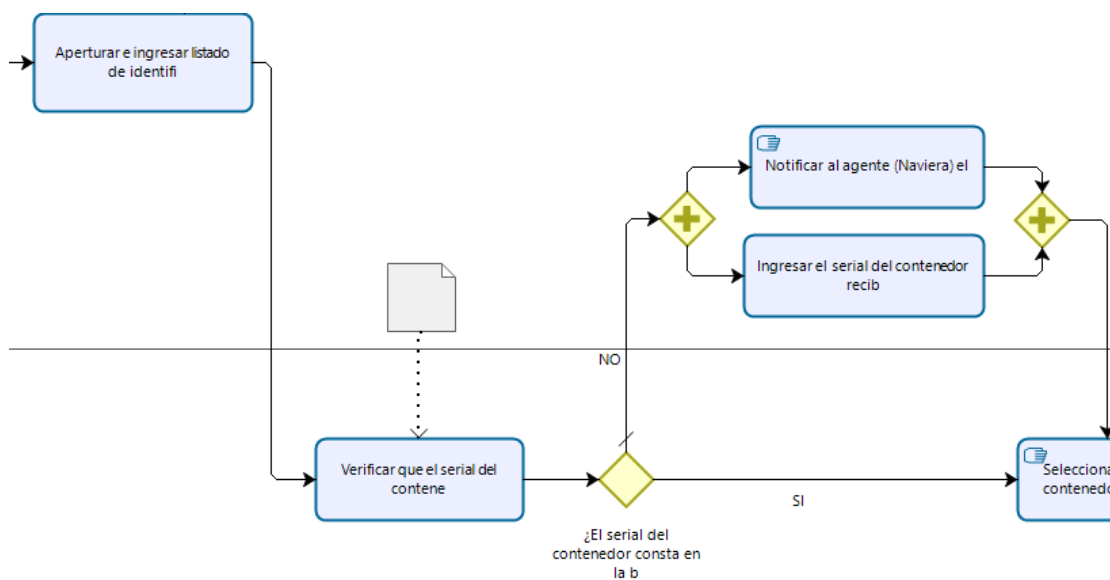 Aperturar e ingresar listado
de identifi
Notificar al agente (Naviera) el
Ingresar el serial del contenedor
recib
NO
Verificar que el serial del
contene
SI
¿El serial del
contenedor consta en
la b
Selecciona
contenedo